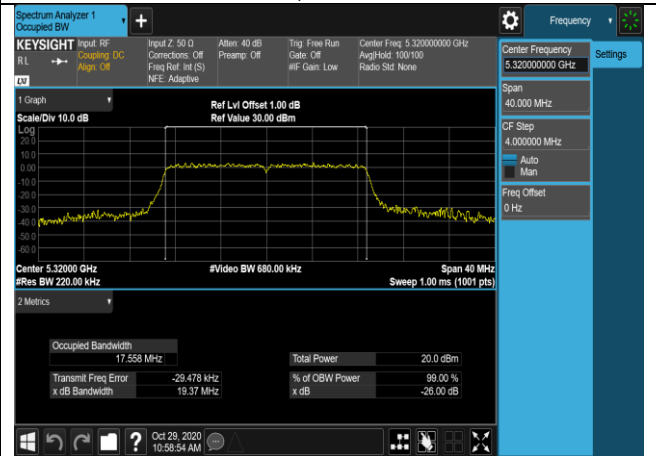 Spectrum Analyzer 1
Occupied BW
Frequency
KEYSIGHT
Input: RF
Coupling: DC
Align: Off
Input Z: 50 Ω
Corrections: Off
Freq Ref: Int (S)
NFE: Adaptive
Atten: 40 dB
Preamp: Off
Trig: Free Run
Gate: Off
#IF Gain: Low
Center Freq: 5.320000000 GHz
Avg|Hold: 100/100
Radio Std: None
R L
LXI
1 Graph
Scale/Div 10.0 dB
Ref Lvl Offset 1.00 dB
Ref Value 30.00 dBm
Log
20.0
10.0
0.00
-10.0
-20.0
-30.0
-40.0
-50.0
-60.0
Center 5.32000 GHz
#Res BW 220.00 kHz
#Video BW 680.00 kHz
Span 40 MHz
Sweep 1.00 ms (1001 pts)
2 Metrics
Occupied Bandwidth
17.558 MHz
Total Power 20.0 dBm
Transmit Freq Error -29.478 kHz
% of OBW Power 99.00 %
x dB Bandwidth 19.37 MHz
x dB -26.00 dB
Center Frequency
5.320000000 GHz
Settings
Span
40.000 MHz
CF Step
4.000000 MHz
Auto
Man
Freq Offset
0 Hz
Oct 29, 2020
10:58:54 AM